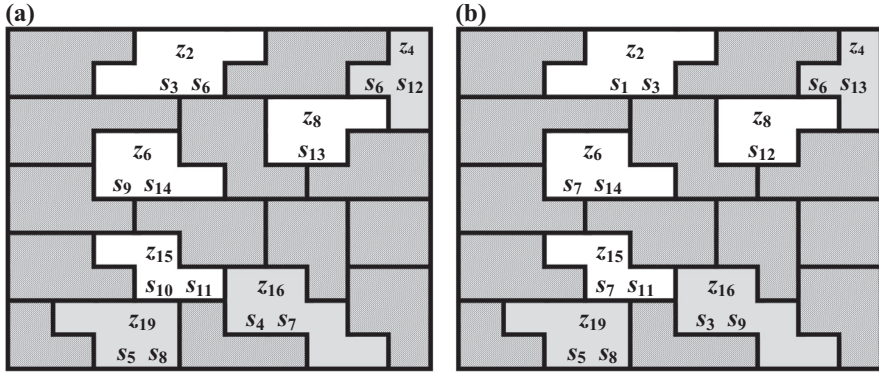 (a)
z2
z4
s3 s6
s6 s12
z8
z6
s13
s9 s14
z15
s10 s11
z16
z19
s4 s7
s5 s8
(b)
z2
z4
s1 s3
s6 s13
z8
z6
s12
s7 s14
z15
s7 s11
z16
z19
s3 s9
s5 s8